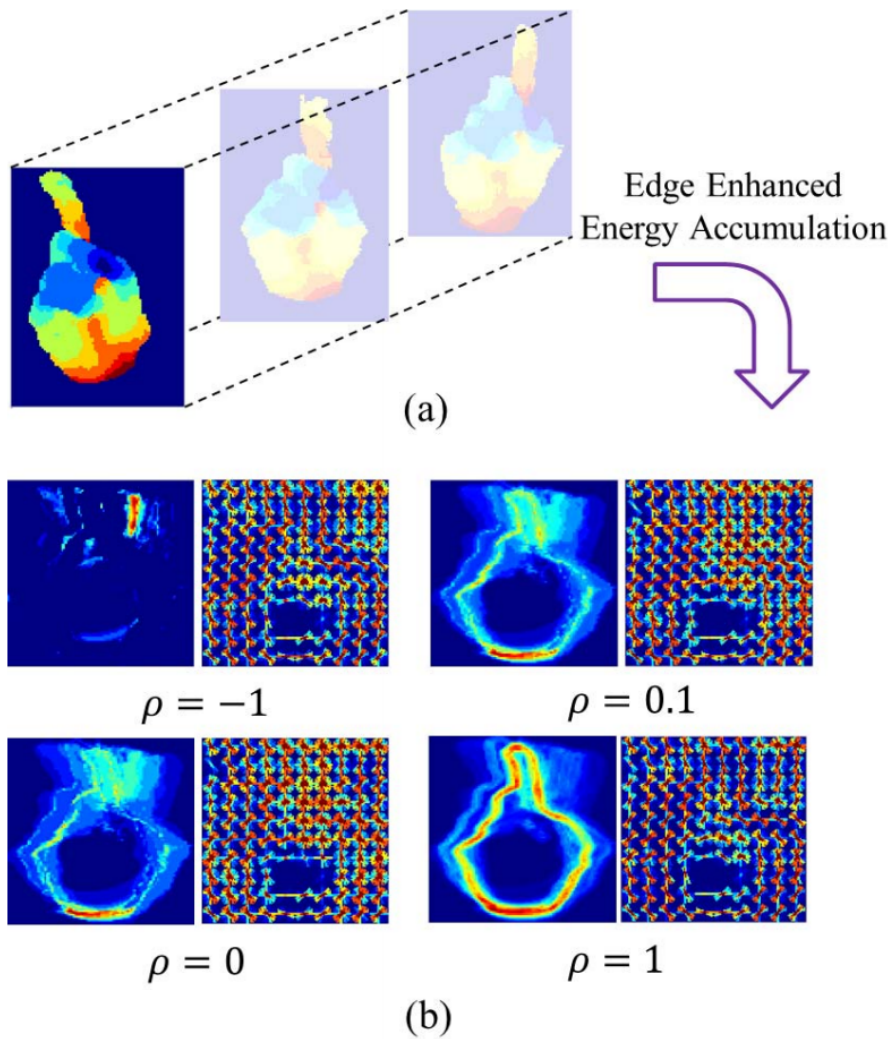 Edge Enhanced
Energy Accumulation
(a)
ρ = −1
ρ = 0.1
ρ = 0
ρ = 1
(b)